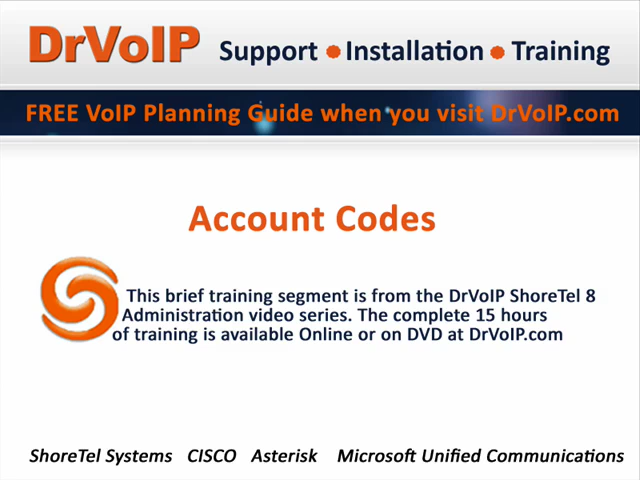 DrVoIP Support Installation Training
FREE VoIP Planning Guide when you visit DrVoIP.com
Account Codes
This brief training segment is from the DrVoIP ShoreTel 8
Administration video series. The complete 15 hours
of training is available Online or on DVD at DrVoIP.com
ShoreTel Systems CISCO Asterisk Microsoft Unified Communications